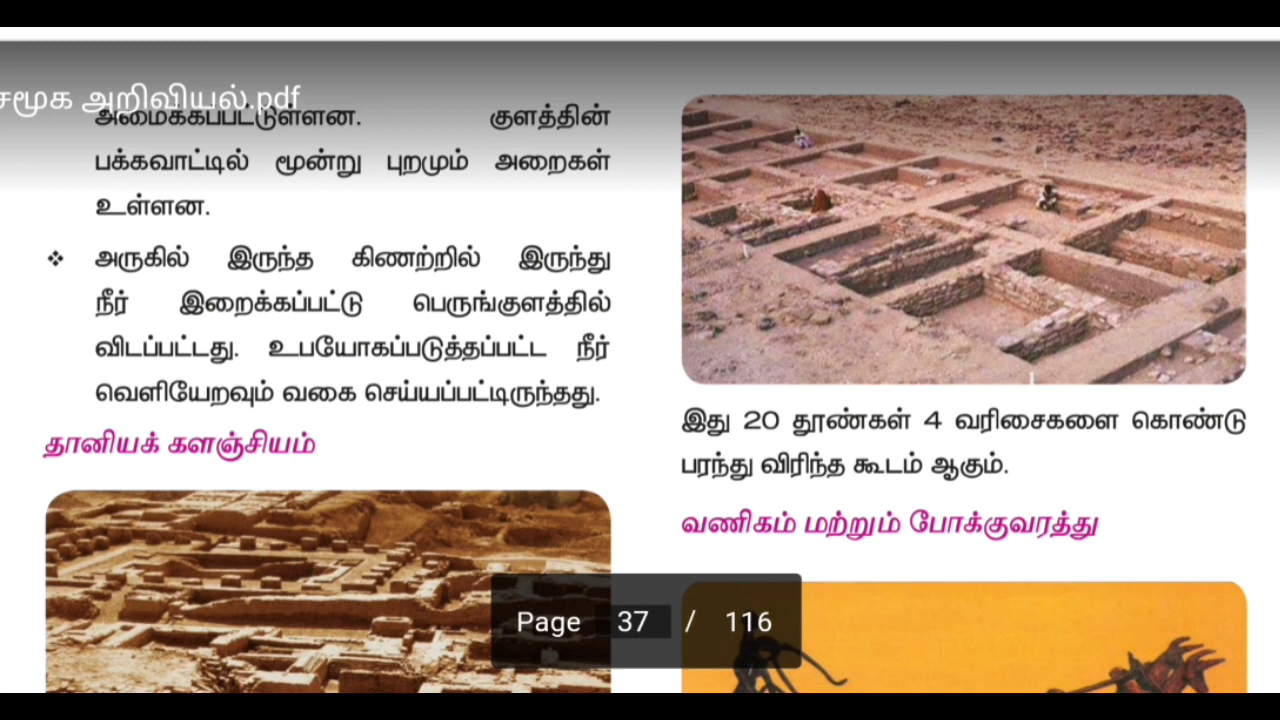 சமூக அறிவியல்.pdf
அமைக்கப்பட்டுள்ளன. குளத்தின்
பக்கவாட்டில் மூன்று புறமும் அறைகள்
உள்ளன.
❖ அருகில் இருந்த கிணற்றில் இருந்து
நீர் இறைக்கப்பட்டு பெருங்குளத்தில்
விடப்பட்டது. உபயோகப்படுத்தப்பட்ட நீர்
வெளியேறவும் வகை செய்யப்பட்டிருந்தது.
தானியக் களஞ்சியம்
இது 20 தூண்கள் 4 வரிசைகளை கொண்டு
பரந்து விரிந்த கூடம் ஆகும்.
வணிகம் மற்றும் போக்குவரத்து
Page 37 / 116